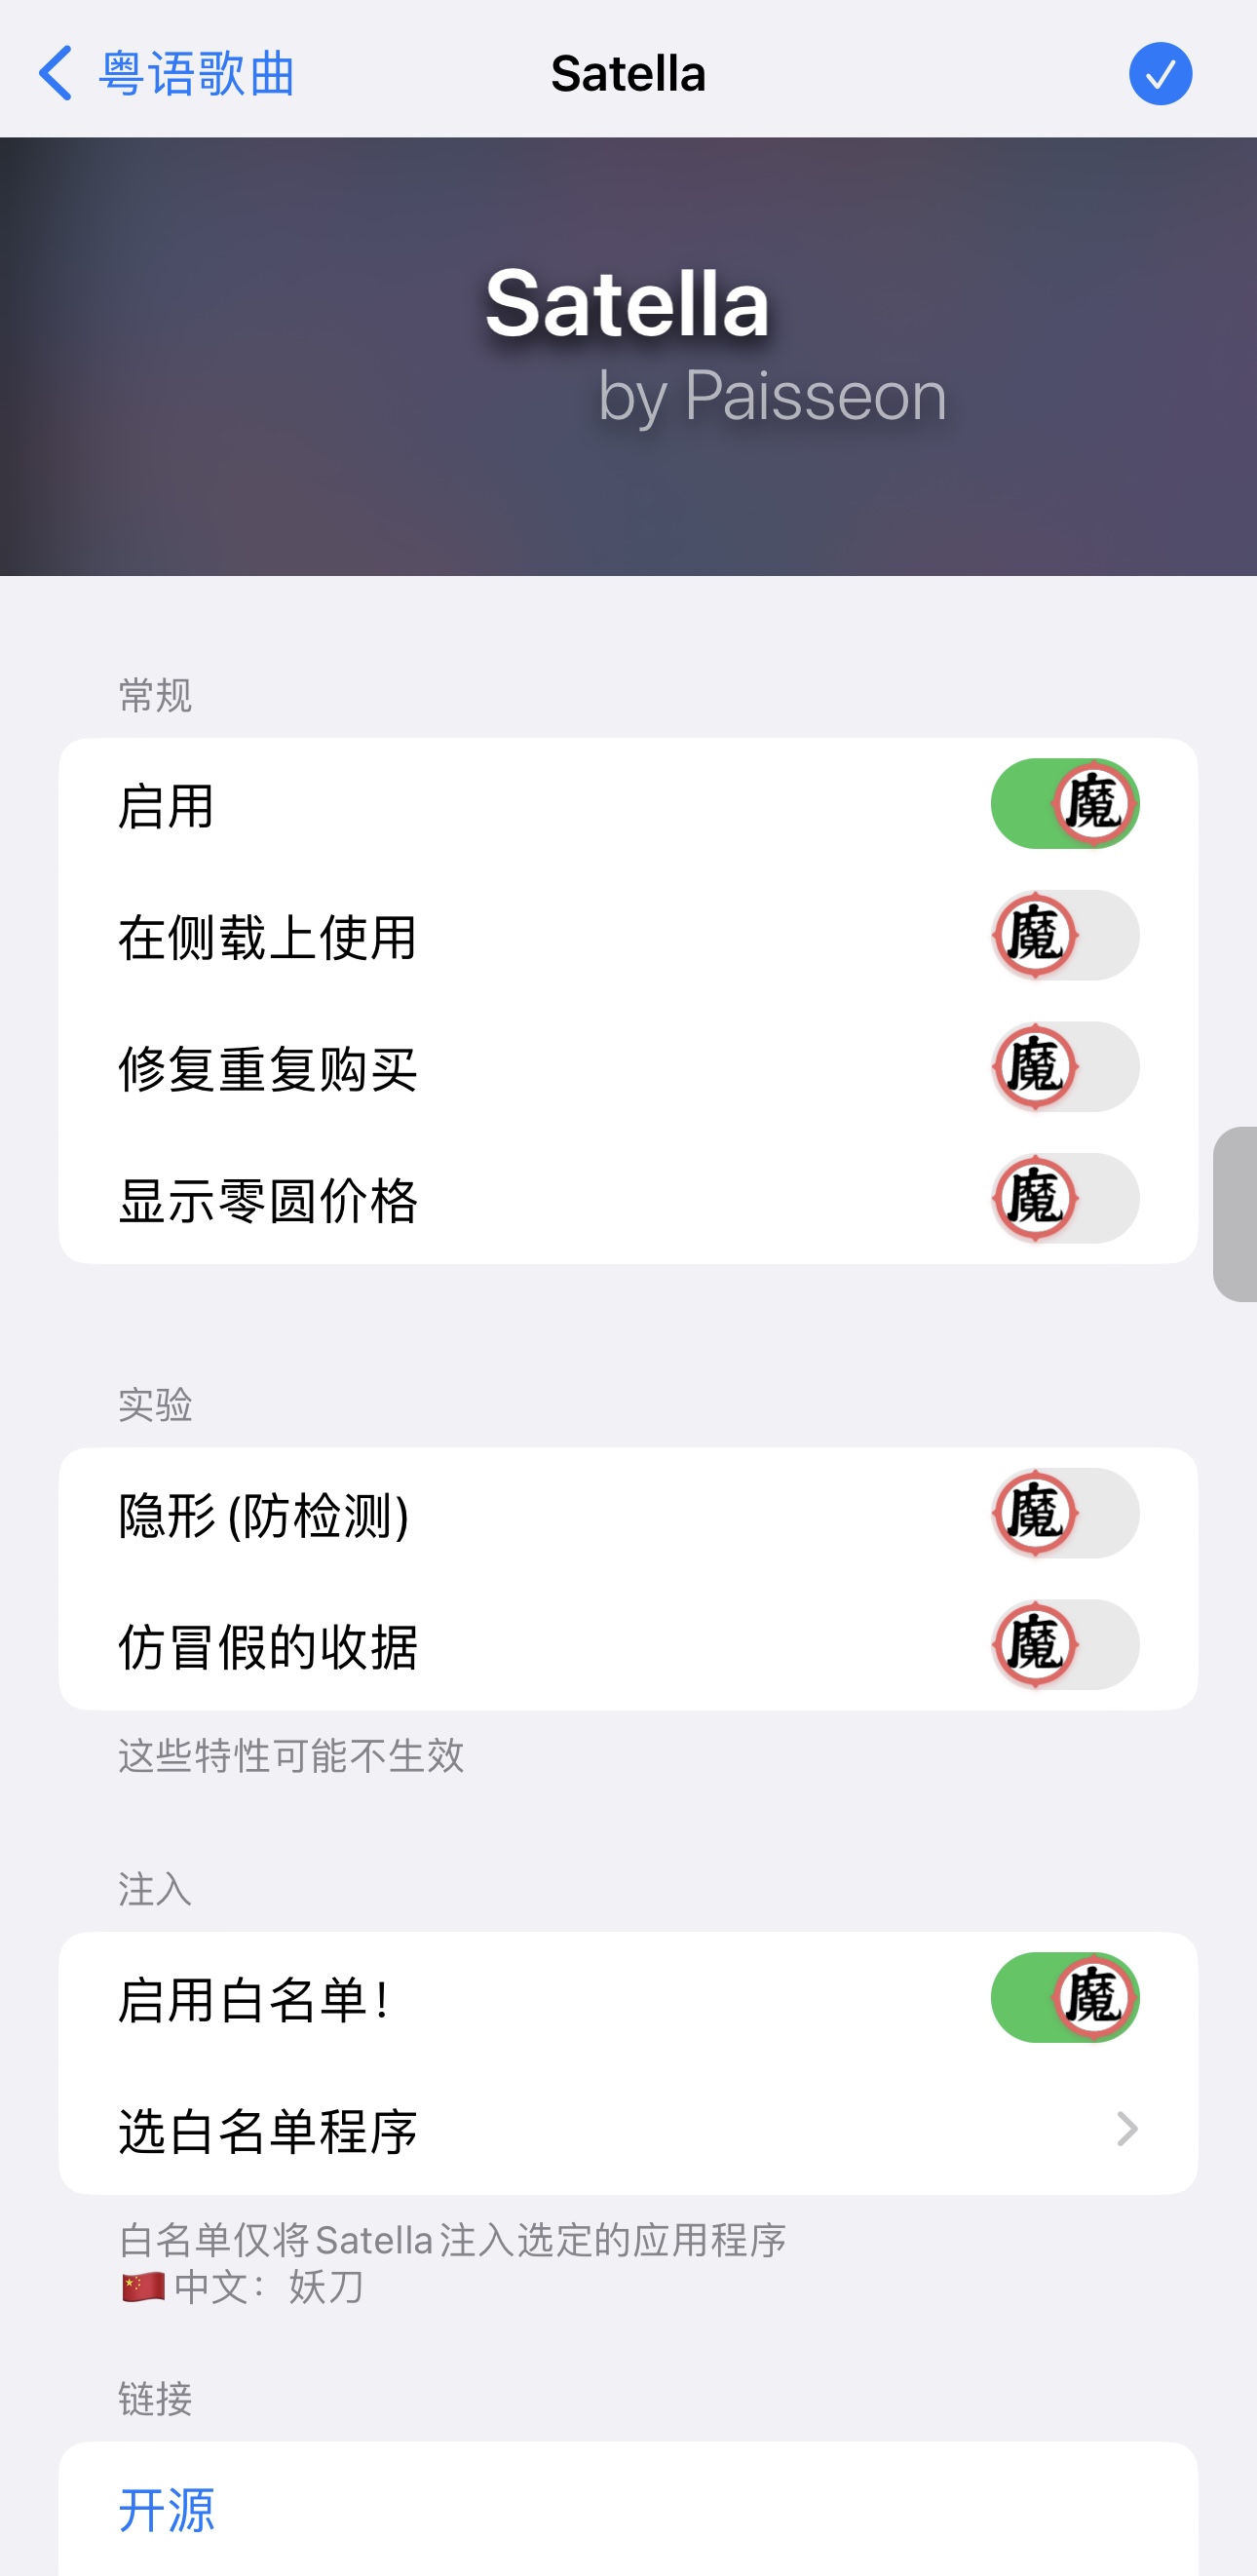 粤语歌曲
Satella
Satella
by Paisseon
常规
启用
魔
在侧载上使用
魔
修复重复购买
魔
显示零圆价格
魔
实验
隐形 (防检测)
魔
仿冒假的收据
魔
这些特性可能不生效
注入
启用白名单！
魔
选白名单程序
白名单仅将Satella注入选定的应用程序
🇨🇳 中文：妖刀
链接
开源